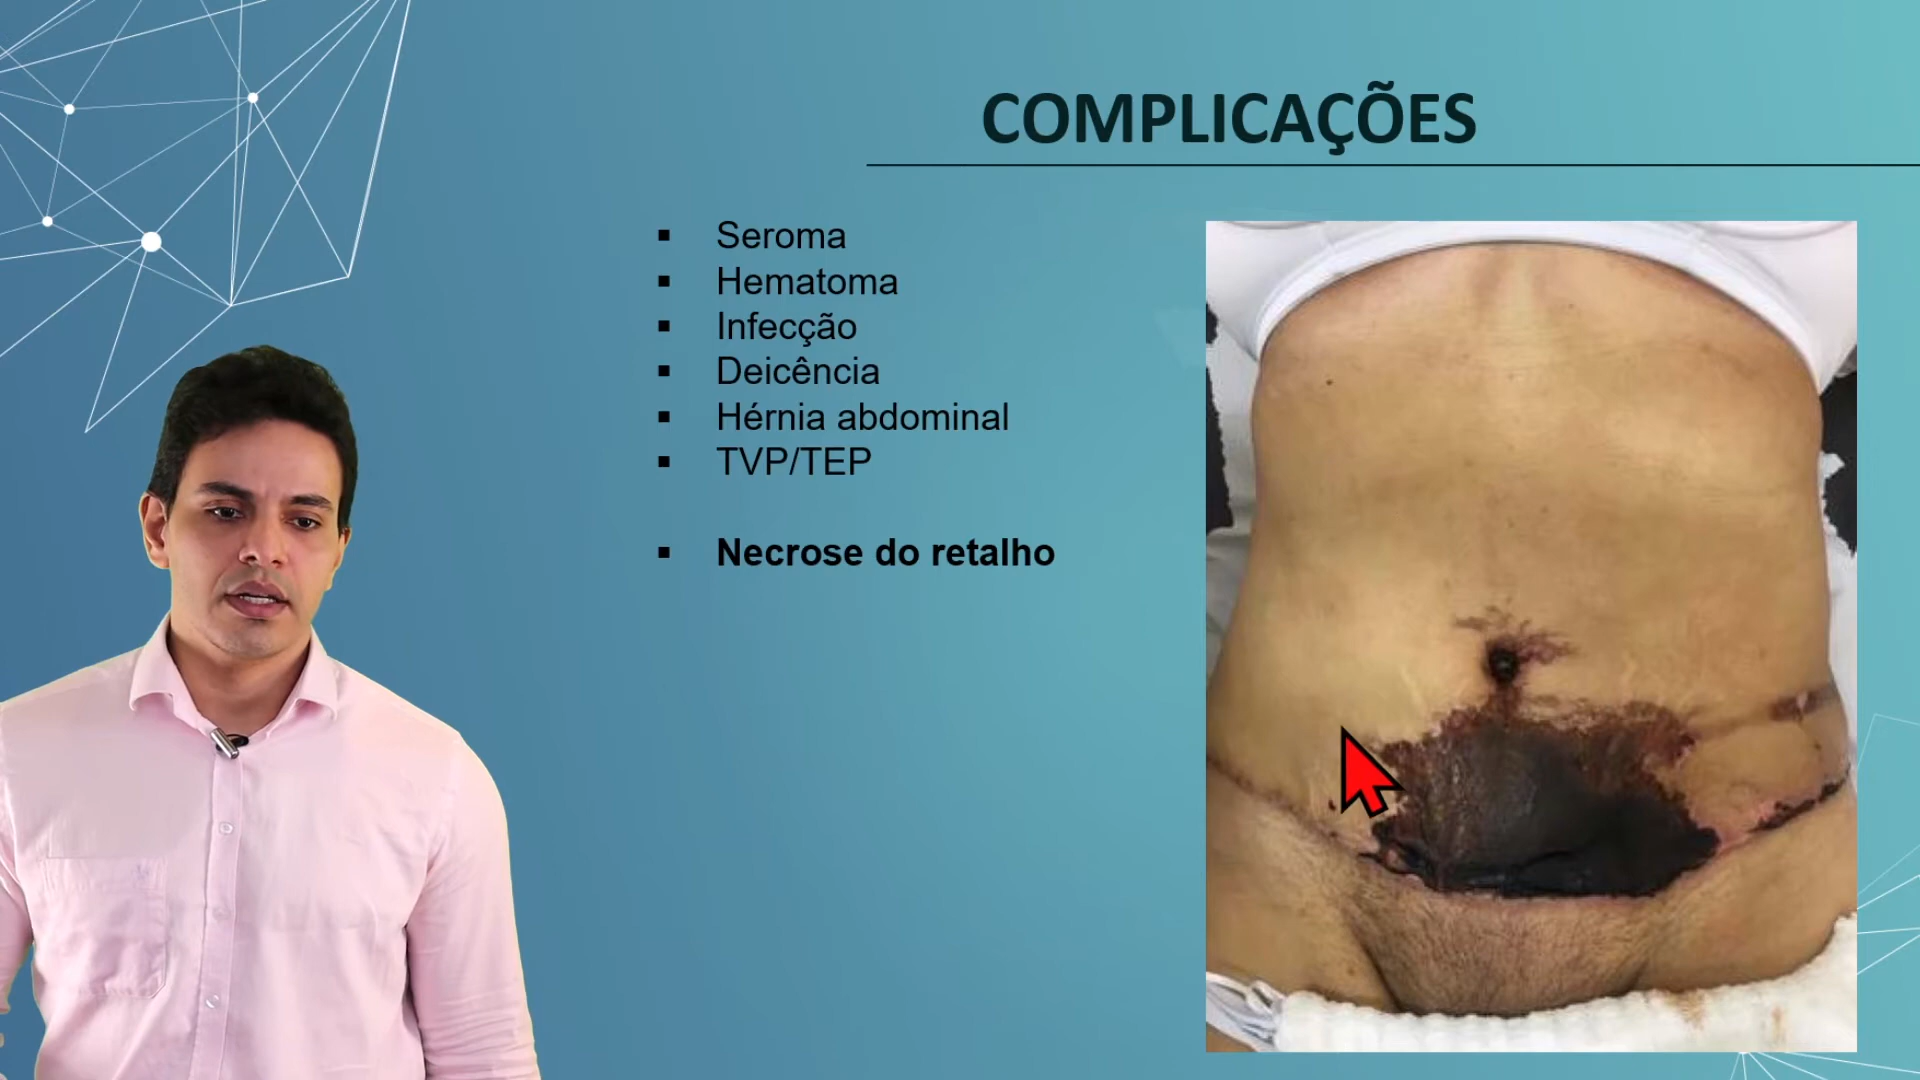 COMPLICAÇÕES
▪ Seroma
▪ Hematoma
▪ Infecção
▪ Deicência
▪ Hérnia abdominal
▪ TVP/TEP
▪ Necrose do retalho